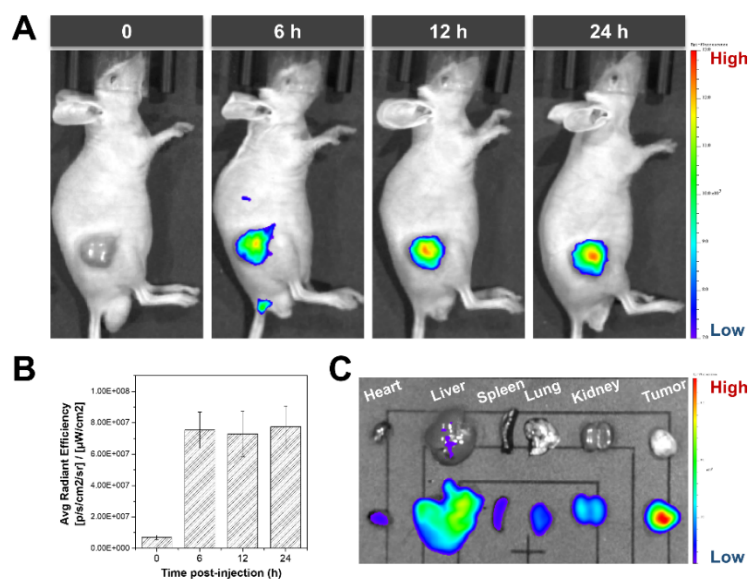 A
0
6 h
12 h
24 h
High
Low
B
Avg Radiant Efficiency
[p/s/cm2/sr] / [µW/cm2]
1.00E+008
8.00E+007
6.00E+007
4.00E+007
2.00E+007
0.00E+000
0 6 12 24
Time post-injection (h)
C
Heart Liver Spleen Lung Kidney Tumor
High
Low